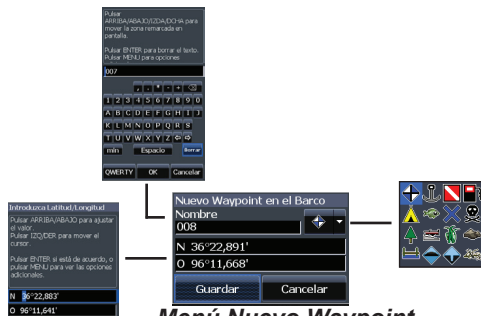 Pulsar
ARRIBA/ABAJO/IZDA/DCHA para
mover la zona remarcada en
pantalla.
Pulsar ENTER para borrar el texto.
Pulsar MENU para opciones
007
, . * - +
1 2 3 4 5 6 7 8 9 0
A B C D E F G H I J
K L M N O P Q R S
T U V W X Y Z
min Espacio Borrar
QWERTY OK Cancelar
Introduzca Latitud/Longitud
Pulsar ARRIBA/ABAJO para ajustar
el valor.
Pulsar IZQ/DER para mover el
cursor.
Pulsar ENTER si está de acuerdo, o
pulsar MENU para ver las opciones
adicionales.
N 36°22,883'
O 96°11,641'
Nuevo Waypoint en el Barco
Nombre
008
N 36°22,891'
O 96°11,668'
Guardar Cancelar
Menú Nuevo Waypoint